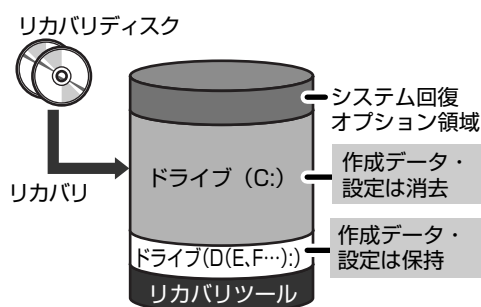 リカバリディスク
システム回復
オプション領域
ドライブ（C:）
作成データ・
設定は消去
リカバリ
ドライブ(D(E、F…):)
作成データ・
設定は保持
リカバリツール